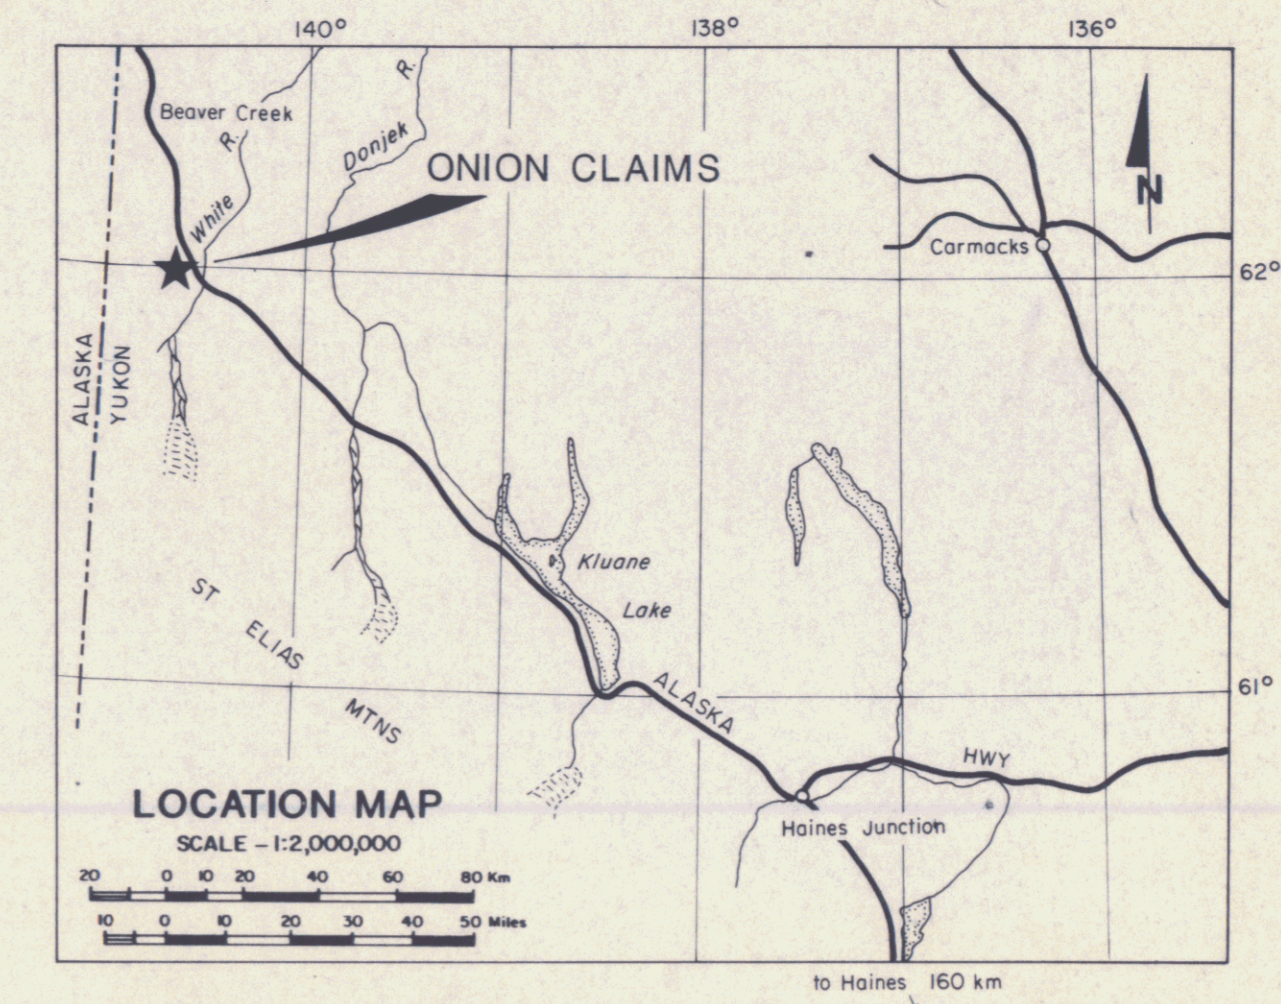 140° 138° 136°
Beaver Creek
R.
R.
Donjek
ONION CLAIMS
N
White
Carmacks
62°
ALASKA
YUKON
Kluane
Lake
ST
ELIAS
MTNS
61°
ALASKA
HWY
LOCATION MAP
SCALE – 1:2,000,000
20 0 10 20 40 60 80 Km
10 0 10 20 30 40 50 Miles
Haines Junction
to Haines 160 km